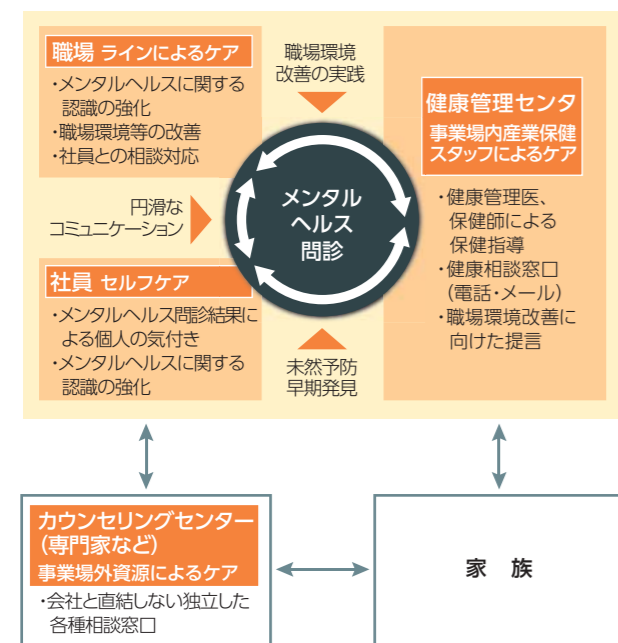 職場 ラインによるケア
・メンタルヘルスに関する
認識の強化
・職場環境等の改善
・社員との相談対応
職場環境
改善の実践
健康管理センタ
事業場内産業保健
スタッフによるケア
・健康管理医、
保健師による
保健指導
・健康相談窓口
(電話・メール)
・職場環境改善に
向けた提言
円滑な
コミュニケーション
メンタル
ヘルス
問診
社員 セルフケア
・メンタルヘルス問診結果に
よる個人の気付き
・メンタルヘルスに関する
認識の強化
未然予防
早期発見
カウンセリングセンター
(専門家など)
事業場外資源によるケア
・会社と直結しない独立した
各種相談窓口
家 族